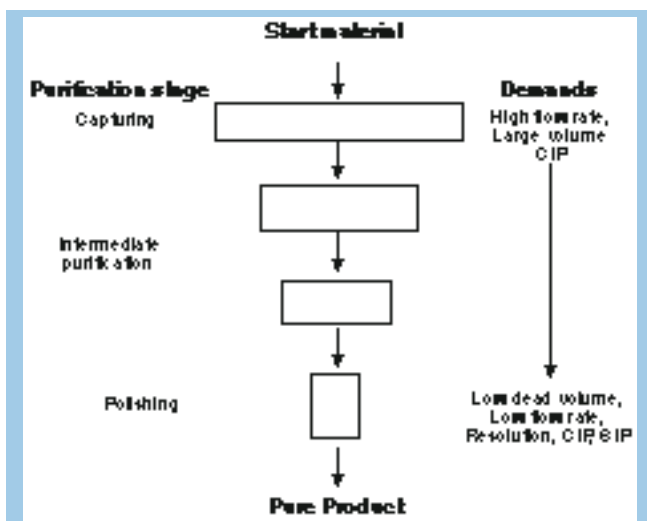 Start material
Purification stage
Demands
Capturing
High flow rate,
Large volume
CIP
Intermediate
purification
Polishing
Low dead volume,
Low flow rate,
Resolution, CIP, SIP
Pure Product